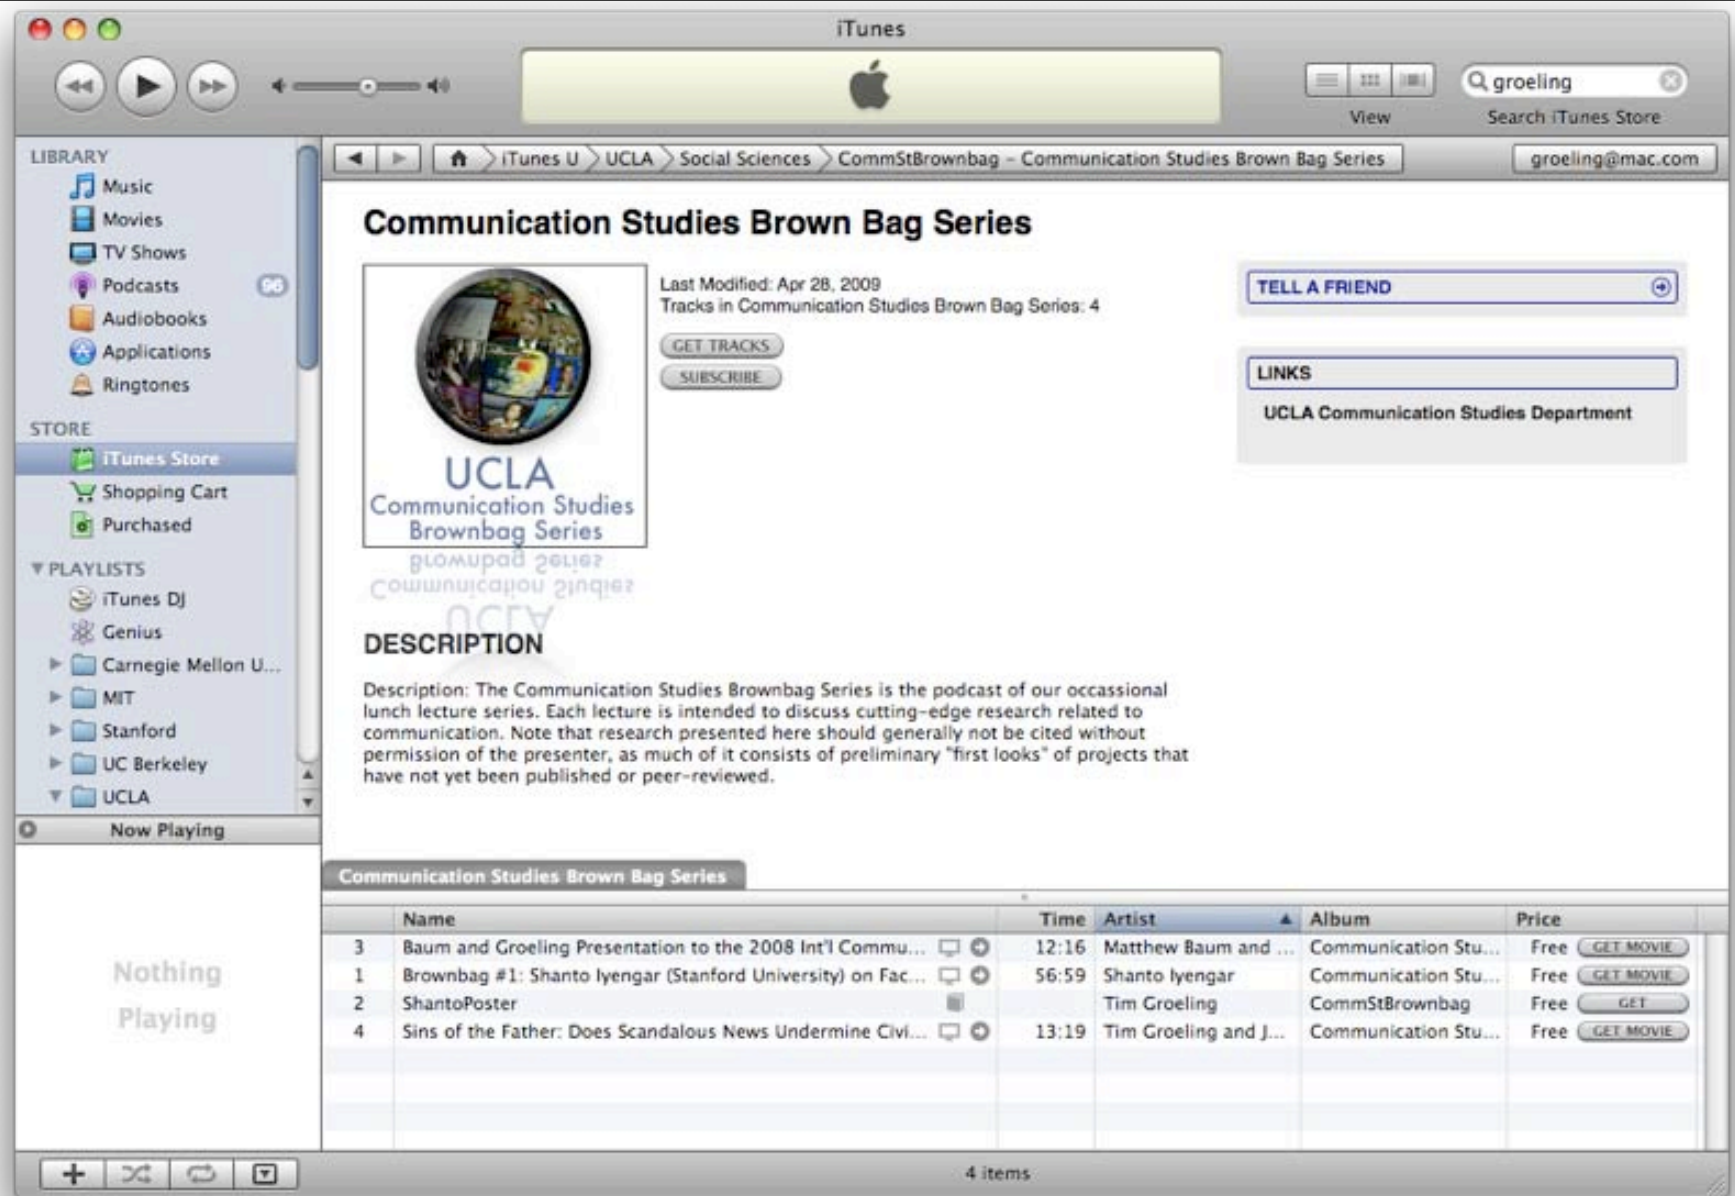 iTunes
groeling
View
Search iTunes Store
LIBRARY
Music
Movies
TV Shows
Podcasts
96
Audiobooks
Applications
Ringtones
STORE
iTunes Store
Shopping Cart
Purchased
PLAYLISTS
iTunes DJ
Genius
Carnegie Mellon U...
MIT
Stanford
UC Berkeley
UCLA
Now Playing
Nothing
Playing
iTunes U UCLA Social Sciences CommStBrownbag – Communication Studies Brown Bag Series
groeling@mac.com
Communication Studies Brown Bag Series
UCLA
Communication Studies
Brownbag Series
Last Modified: Apr 28, 2009
Tracks in Communication Studies Brown Bag Series: 4
GET TRACKS
SUBSCRIBE
TELL A FRIEND
LINKS
UCLA Communication Studies Department
DESCRIPTION
Description: The Communication Studies Brownbag Series is the podcast of our occassional
lunch lecture series. Each lecture is intended to discuss cutting-edge research related to
communication. Note that research presented here should generally not be cited without
permission of the presenter, as much of it consists of preliminary "first looks" of projects that
have not yet been published or peer-reviewed.
Communication Studies Brown Bag Series
Name Time Artist Album Price
3 Baum and Groeling Presentation to the 2008 Int'l Commu... 12:16 Matthew Baum and ... Communication Stu... Free GET MOVIE
1 Brownbag #1: Shanto Iyengar (Stanford University) on Fac... 56:59 Shanto Iyengar Communication Stu... Free GET MOVIE
2 ShantoPoster Tim Groeling CommStBrownbag Free GET
4 Sins of the Father: Does Scandalous News Undermine Civi... 13:19 Tim Groeling and J... Communication Stu... Free GET MOVIE
4 items